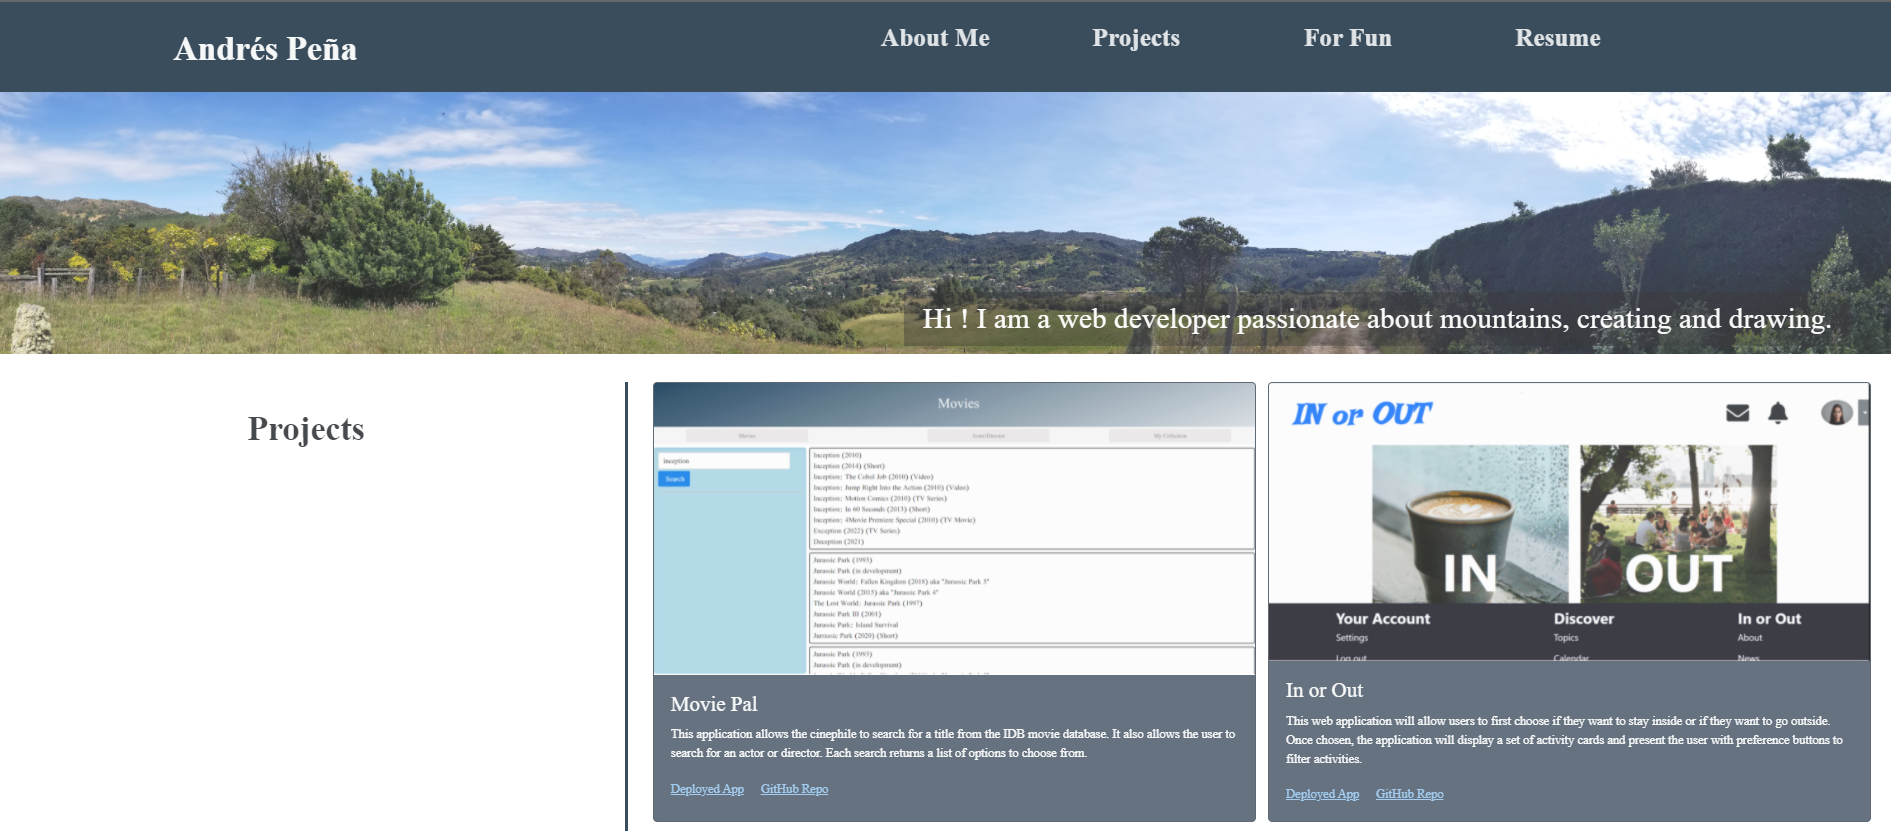 Andrés Peña
About Me
Projects
For Fun
Resume
Hi ! I am a web developer passionate about mountains, creating and drawing.
Projects
Movies
Movies
Actor/Director
My Collection
inception
Search
Inception (2010)
Inception (2014) (Short)
Inception: The Cobol Job (2010) (Video)
Inception: Jump Right Into the Action (2010) (Video)
Inception: Motion Comics (2010) (TV Series)
Inception: In 60 Seconds (2013) (Short)
Inception: 4Movie Premiere Special (2010) (TV Movie)
Exception (2022) (TV Series)
Deception (2021)
Jurassic Park (1993)
Jurassic Park (in development)
Jurassic World: Fallen Kingdom (2018) aka "Jurassic Park 5"
Jurassic World (2015) aka "Jurassic Park 4"
The Lost World: Jurassic Park (1997)
Jurassic Park III (2001)
Jurassic Park: Island Survival
Jurrassic Park (2020) (Short)
Jurassic Park (1993)
Jurassic Park (in development)
Movie Pal
This application allows the cinephile to search for a title from the IDB movie database. It also allows the user to
search for an actor or director. Each search returns a list of options to choose from.
Deployed App GitHub Repo
IN or OUT
IN
OUT
Your Account
Settings
Log out
Discover
Topics
Calendar
In or Out
About
News
In or Out
This web application will allow users to first choose if they want to stay inside or if they want to go outside.
Once chosen, the application will display a set of activity cards and present the user with preference buttons to
filter activities.
Deployed App GitHub Repo